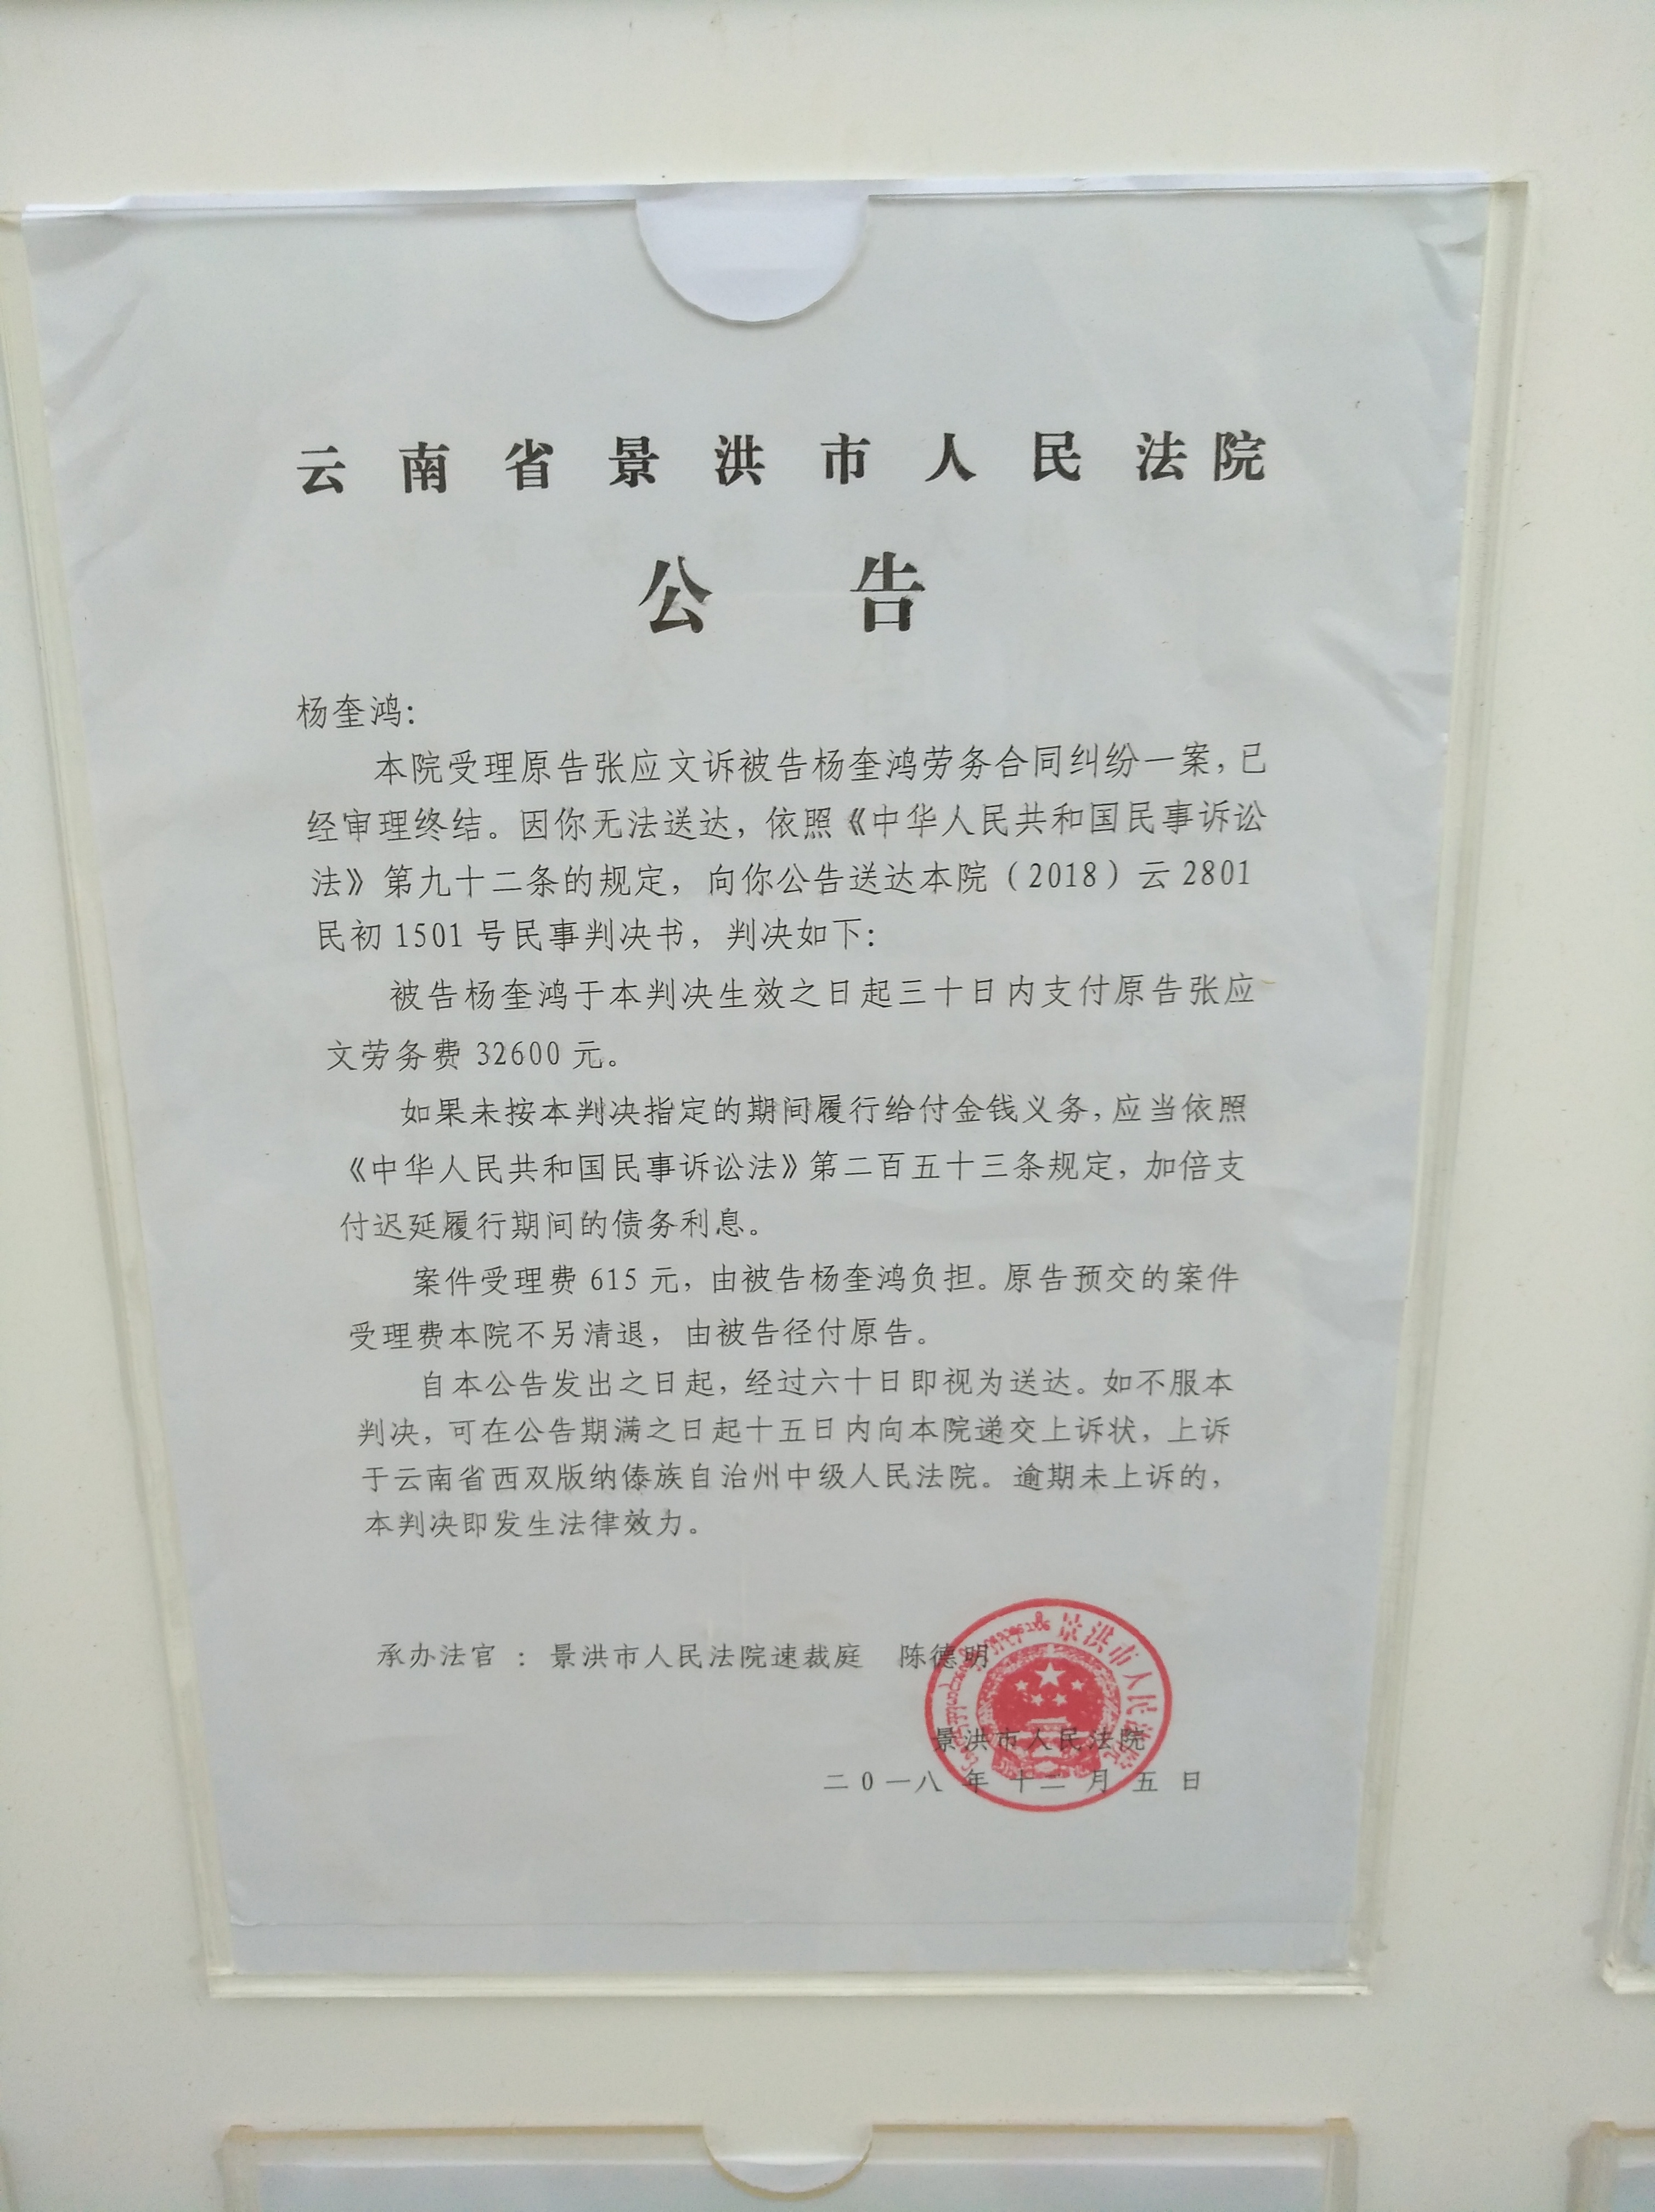 云南省景洪市人民法院
公告
杨奎鸿：
本院受理原告张应文诉被告杨奎鸿劳务合同纠纷一案，已
经审理终结。因你无法送达，依照《中华人民共和国民事诉讼
法》第九十二条的规定，向你公告送达本院（2018）云2801
民初1501号民事判决书，判决如下：
被告杨奎鸿于本判决生效之日起三十日内支付原告张应
文劳务费32600元。
如果未按本判决指定的期间履行给付金钱义务，应当依照
《中华人民共和国民事诉讼法》第二百五十三条规定，加倍支
付迟延履行期间的债务利息。
案件受理费615元，由被告杨奎鸿负担。原告预交的案件
受理费本院不另清退，由被告径付原告。
自本公告发出之日起，经过六十日即视为送达。如不服本
判决，可在公告期满之日起十五日内向本院递交上诉状，上诉
于云南省西双版纳傣族自治州中级人民法院。逾期未上诉的，
本判决即发生法律效力。
承办法官：景洪市人民法院速裁庭 陈德明
景洪市人民法院
景洪市人民法院
二0一八年十二月五日